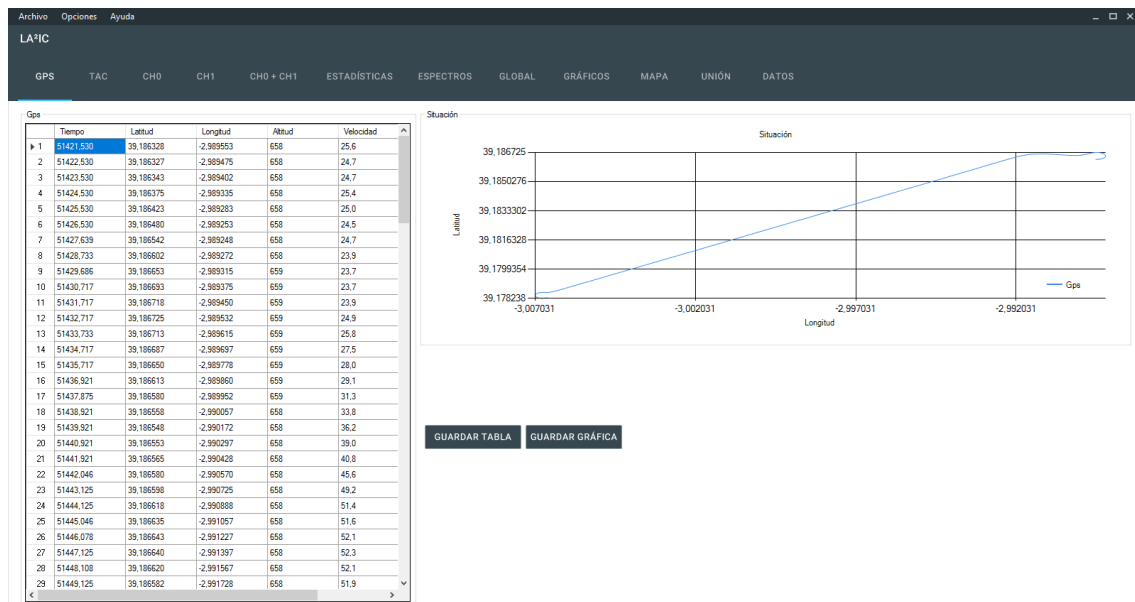 Archivo Opciones Ayuda
LA²IC
GPS TAC CH0 CH1 CH0 + CH1 ESTADÍSTICAS ESPECTROS GLOBAL GRÁFICOS MAPA UNIÓN DATOS
Gps
Tiempo Latitud Longitud Altitud Velocidad
1 51421,530 39,186328 -2,989553 658 25,6
2 51422,530 39,186327 -2,989475 658 24,7
3 51423,530 39,186343 -2,989402 658 24,7
4 51424,530 39,186375 -2,989335 658 25,4
5 51425,530 39,186423 -2,989283 658 25,0
6 51426,530 39,186480 -2,989253 658 24,5
7 51427,639 39,186542 -2,989248 658 24,7
8 51428,733 39,186602 -2,989272 658 23,9
9 51429,686 39,186653 -2,989315 659 23,7
10 51430,717 39,186693 -2,989375 659 23,7
11 51431,717 39,186718 -2,989450 659 23,9
12 51432,717 39,186725 -2,989532 659 24,9
13 51433,733 39,186713 -2,989615 659 25,8
14 51434,717 39,186687 -2,989697 659 27,5
15 51435,717 39,186650 -2,989778 659 28,0
16 51436,921 39,186613 -2,989860 659 29,1
17 51437,875 39,186580 -2,989952 659 31,3
18 51438,921 39,186558 -2,990057 658 33,8
19 51439,921 39,186548 -2,990172 658 36,2
20 51440,921 39,186553 -2,990297 658 39,0
21 51441,921 39,186565 -2,990428 658 40,8
22 51442,046 39,186580 -2,990570 658 45,6
23 51443,125 39,186598 -2,990725 658 49,2
24 51444,125 39,186618 -2,990888 658 51,4
25 51445,046 39,186635 -2,991057 658 51,6
26 51446,078 39,186643 -2,991227 658 52,1
27 51447,125 39,186640 -2,991397 658 52,3
28 51448,108 39,186620 -2,991567 658 52,1
29 51449,125 39,186582 -2,991728 658 51,9
Situación
Situación
39,186725
39,1850276
39,1833302
39,1816328
39,1799354
39,178238
Latitud
-3,007031 -3,002031 -2,997031 -2,992031
Longitud
Gps
GUARDAR TABLA GUARDAR GRÁFICA